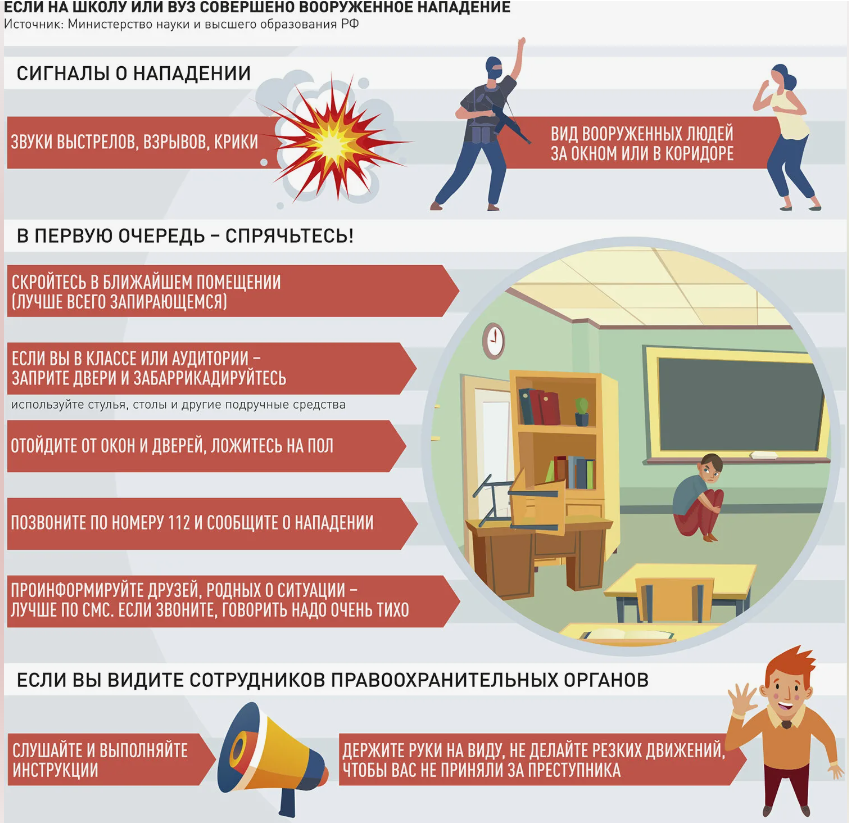 ЕСЛИ НА ШКОЛУ ИЛИ ВУЗ СОВЕРШЕНО ВООРУЖЕННОЕ НАПАДЕНИЕ
Источник: Министерство науки и высшего образования РФ
СИГНАЛЫ О НАПАДЕНИИ
ЗВУКИ ВЫСТРЕЛОВ, ВЗРЫВОВ, КРИКИ
ВИД ВООРУЖЕННЫХ ЛЮДЕЙ
ЗА ОКНОМ ИЛИ В КОРИДОРЕ
В ПЕРВУЮ ОЧЕРЕДЬ – СПРЯЧЬТЕСЬ!
СКРОЙТЕСЬ В БЛИЖАЙШЕМ ПОМЕЩЕНИИ
(ЛУЧШЕ ВСЕГО ЗАПИРАЮЩЕМСЯ)
ЕСЛИ ВЫ В КЛАССЕ ИЛИ АУДИТОРИИ –
ЗАПРИТЕ ДВЕРИ И ЗАБАРРИКАДИРУЙТЕСЬ
используйте стулья, столы и другие подручные средства
ОТОЙДИТЕ ОТ ОКОН И ДВЕРЕЙ, ЛОЖИТЕСЬ НА ПОЛ
ПОЗВОНИТЕ ПО НОМЕРУ 112 И СООБЩИТЕ О НАПАДЕНИИ
ПРОИНФОРМИРУЙТЕ ДРУЗЕЙ, РОДНЫХ О СИТУАЦИИ –
ЛУЧШЕ ПО СМС. ЕСЛИ ЗВОНИТЕ, ГОВОРИТЬ НАДО ОЧЕНЬ ТИХО
ЕСЛИ ВЫ ВИДИТЕ СОТРУДНИКОВ ПРАВООХРАНИТЕЛЬНЫХ ОРГАНОВ
СЛУШАЙТЕ И ВЫПОЛНЯЙТЕ
ИНСТРУКЦИИ
ДЕРЖИТЕ РУКИ НА ВИДУ, НЕ ДЕЛАЙТЕ РЕЗКИХ ДВИЖЕНИЙ,
ЧТОБЫ ВАС НЕ ПРИНЯЛИ ЗА ПРЕСТУПНИКА